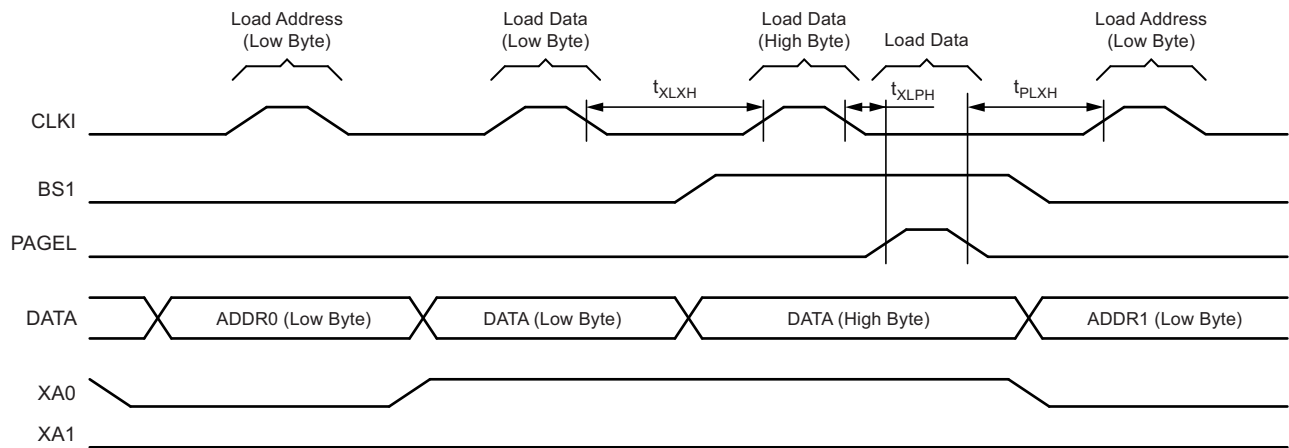 Load Address
(Low Byte)
Load Data
(Low Byte)
Load Data
(High Byte)
Load Data
Load Address
(Low Byte)
tXLXH
tXLPH
tPLXH
CLKI
BS1
PAGEL
DATA
ADDR0 (Low Byte)
DATA (Low Byte)
DATA (High Byte)
ADDR1 (Low Byte)
XA0
XA1